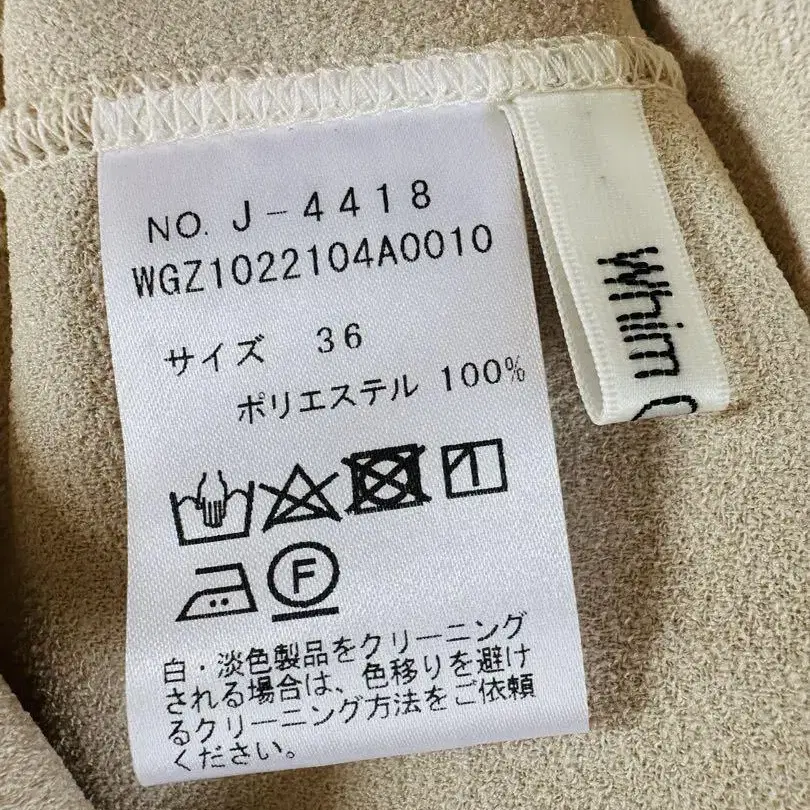 NO. J-4418
WGZ1022104A0010
サイズ 36
ポリエステル 100%
F
白・淡色製品をクリーニング
される場合は、色移りを避け
るクリーニング方法をご依頼
ください。
Whim